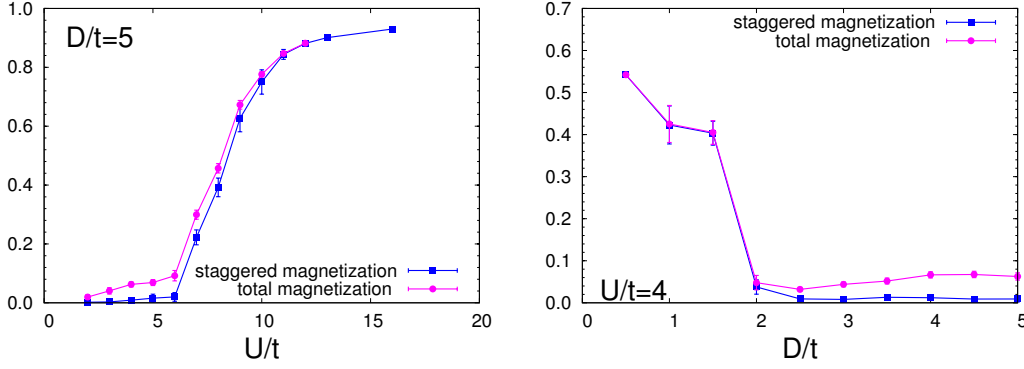 D/t=5
1.0
0.8
0.6
0.4
0.2
0.0
staggered magnetization
total magnetization
0 5 10 15 20
U/t
staggered magnetization
total magnetization
0.7
0.6
0.5
0.4
0.3
0.2
0.1
0.0
U/t=4
0 1 2 3 4 5
D/t